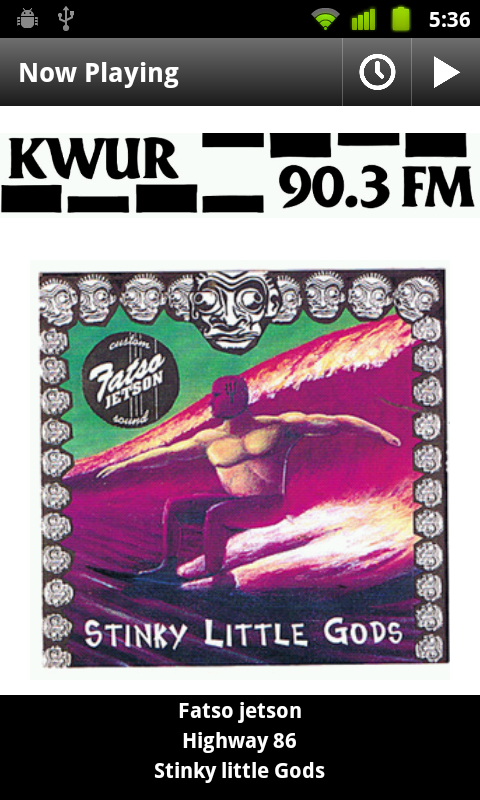 5:36
Now Playing
KWUR
90.3 FM
custom
Fatso
JETSON
sound
STINKY LITTLE GODS
Fatso jetson
Highway 86
Stinky little Gods